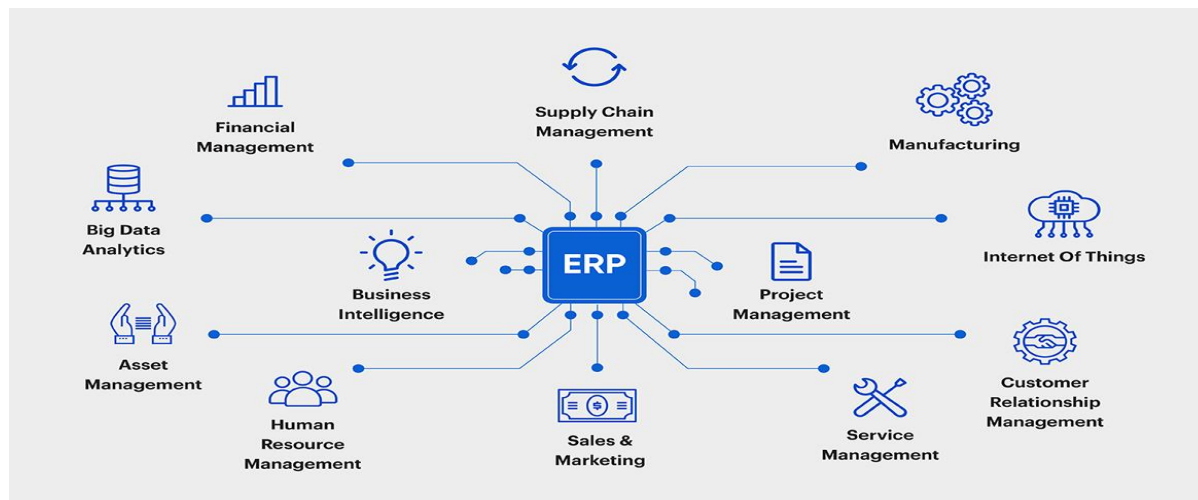 Supply Chain
Management
Financial
Management
Manufacturing
Big Data
Analytics
ERP
Internet Of Things
Business
Intelligence
Project
Management
Asset
Management
Customer
Relationship
Management
Human
Resource
Management
Sales &
Marketing
Service
Management